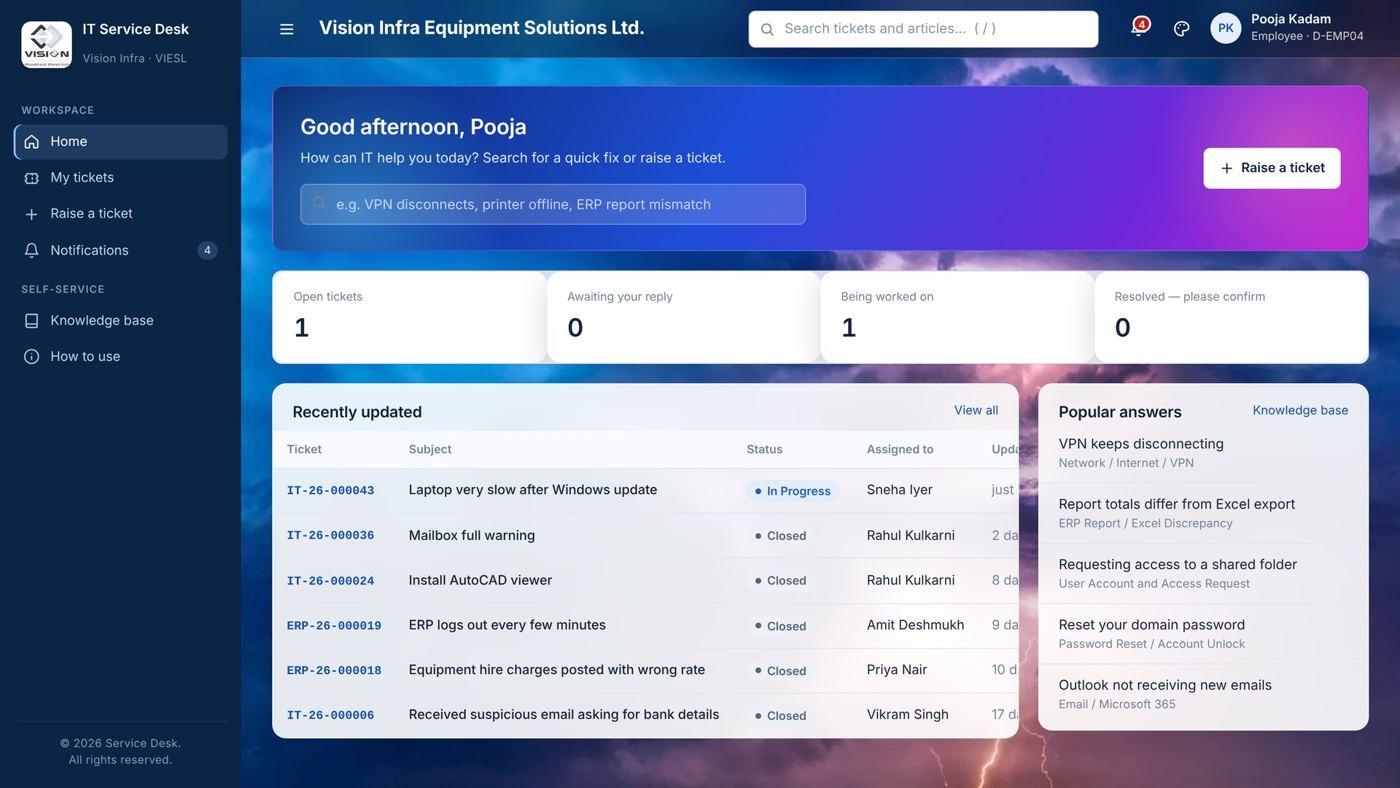 VISION
IT Service Desk
Vision Infra · VIESL
WORKSPACE
Home
My tickets
Raise a ticket
Notifications 4
SELF-SERVICE
Knowledge base
How to use
© 2026 Service Desk.
All rights reserved.
Vision Infra Equipment Solutions Ltd.
Search tickets and articles... ( / )
4
PK
Pooja Kadam
Employee · D-EMP04
Good afternoon, Pooja
How can IT help you today? Search for a quick fix or raise a ticket.
e.g. VPN disconnects, printer offline, ERP report mismatch
+ Raise a ticket
Open tickets
1
Awaiting your reply
0
Being worked on
1
Resolved — please confirm
0
Recently updated View all
Ticket Subject Status Assigned to Upda
IT-26-000043 Laptop very slow after Windows update In Progress Sneha Iyer just
IT-26-000036 Mailbox full warning Closed Rahul Kulkarni 2 da
IT-26-000024 Install AutoCAD viewer Closed Rahul Kulkarni 8 da
ERP-26-000019 ERP logs out every few minutes Closed Amit Deshmukh 9 da
ERP-26-000018 Equipment hire charges posted with wrong rate Closed Priya Nair 10 d
IT-26-000006 Received suspicious email asking for bank details Closed Vikram Singh 17 d
Popular answers Knowledge base
VPN keeps disconnecting
Network / Internet / VPN
Report totals differ from Excel export
ERP Report / Excel Discrepancy
Requesting access to a shared folder
User Account and Access Request
Reset your domain password
Password Reset / Account Unlock
Outlook not receiving new emails
Email / Microsoft 365